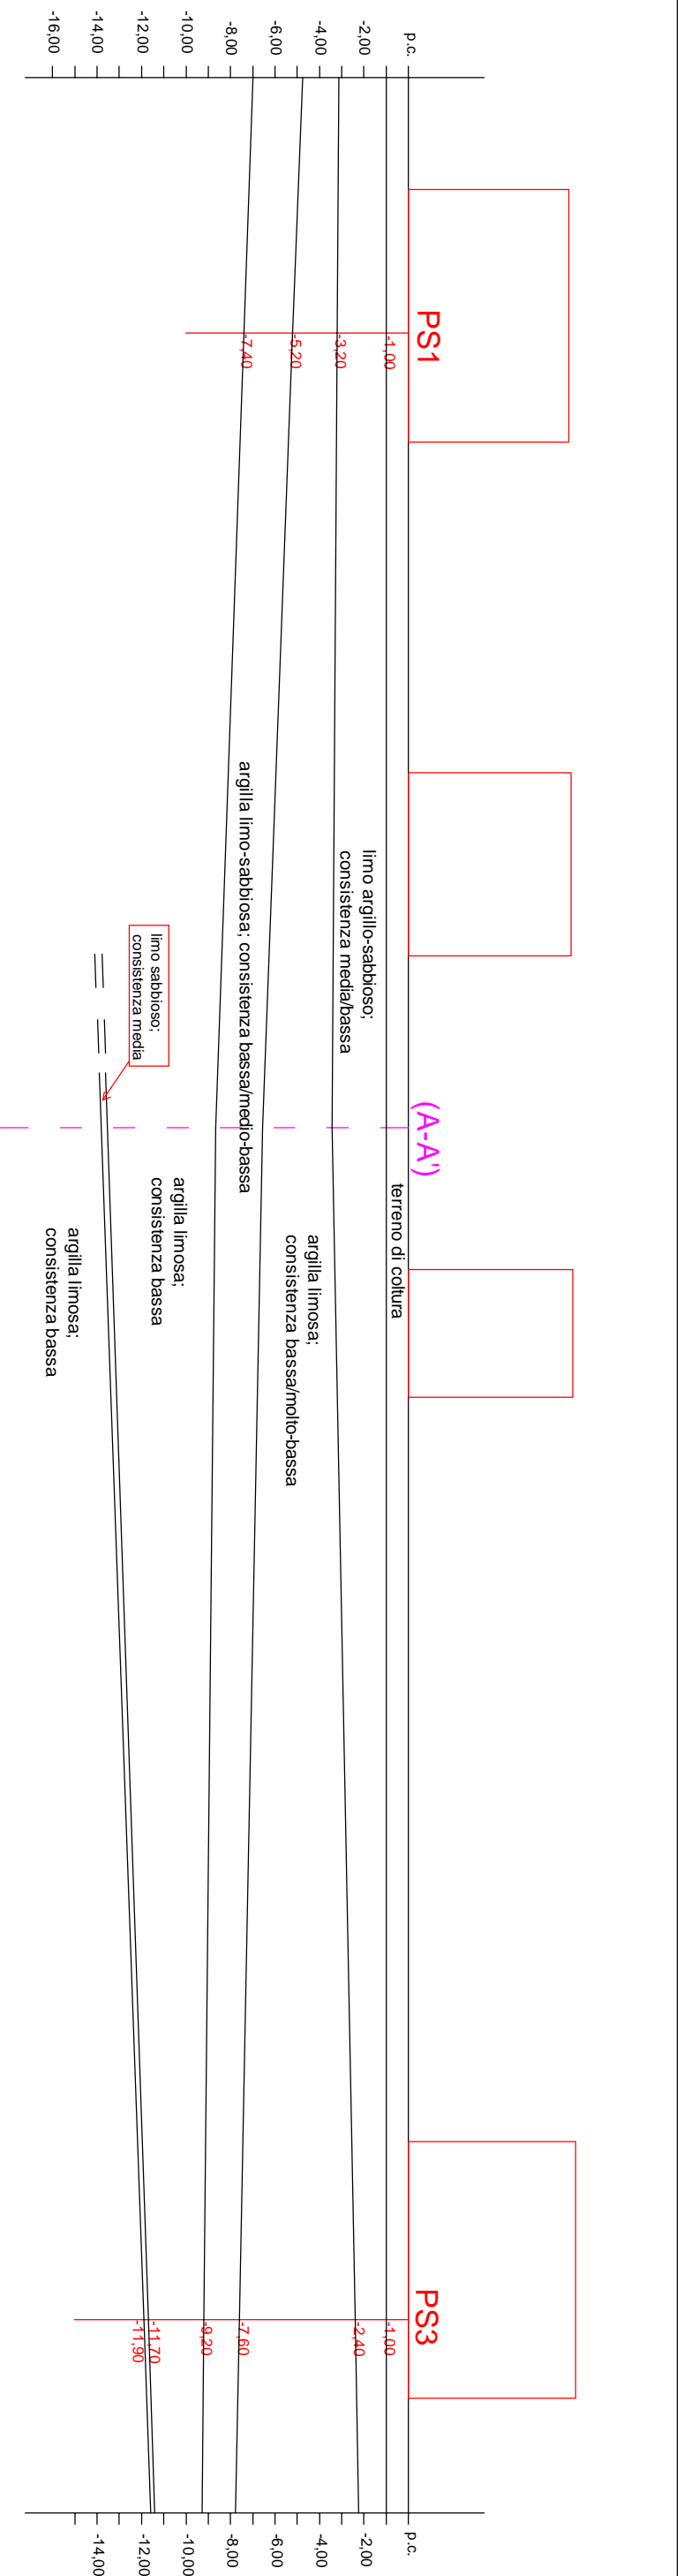 PS1
(A-A')
PS3
p.c.
-2,00
-4,00
-6,00
-8,00
-10,00
-12,00
-14,00
-16,00
-1,00
-3,20
-5,20
-7,40
terreno di coltura
limo argillo-sabbioso;
consistenza media/bassa
argilla limosa;
consistenza bassa/molto-bassa
argilla limo-sabbiosa; consistenza bassa/medio-bassa
limo sabbioso;
consistenza media
argilla limosa;
consistenza bassa
argilla limosa;
consistenza bassa
-1,00
-2,40
-7,60
-9,20
-11,70
-11,90
p.c.
-2,00
-4,00
-6,00
-8,00
-10,00
-12,00
-14,00